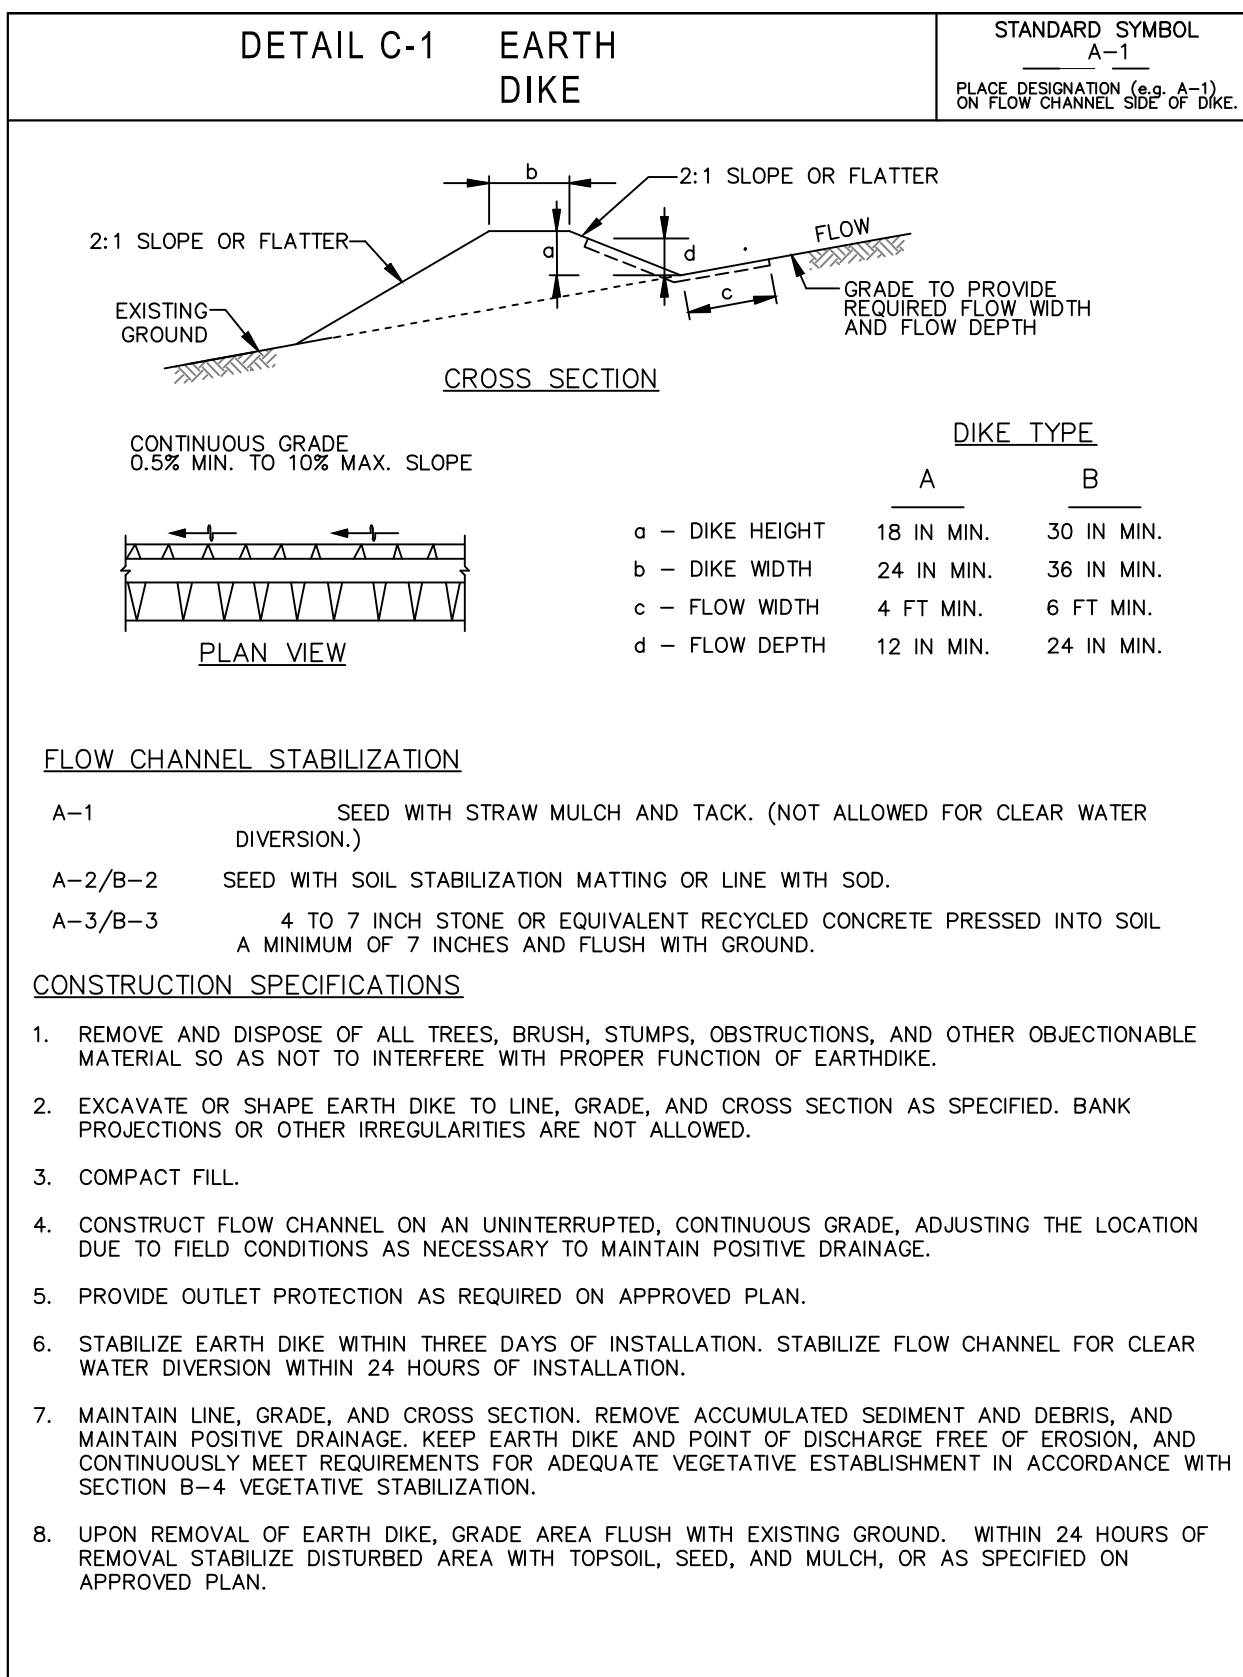 DETAIL C-1 EARTH
DIKE
STANDARD SYMBOL
A-1
PLACE DESIGNATION (e.g. A-1)
ON FLOW CHANNEL SIDE OF DIKE.
b
2:1 SLOPE OR FLATTER
2:1 SLOPE OR FLATTER
a
d
FLOW
c
EXISTING
GROUND
GRADE TO PROVIDE
REQUIRED FLOW WIDTH
AND FLOW DEPTH
CROSS SECTION
CONTINUOUS GRADE
0.5% MIN. TO 10% MAX. SLOPE
PLAN VIEW
DIKE TYPE
A B
a - DIKE HEIGHT 18 IN MIN. 30 IN MIN.
b - DIKE WIDTH 24 IN MIN. 36 IN MIN.
c - FLOW WIDTH 4 FT MIN. 6 FT MIN.
d - FLOW DEPTH 12 IN MIN. 24 IN MIN.
FLOW CHANNEL STABILIZATION
A-1 SEED WITH STRAW MULCH AND TACK. (NOT ALLOWED FOR CLEAR WATER
DIVERSION.)
A-2/B-2 SEED WITH SOIL STABILIZATION MATTING OR LINE WITH SOD.
A-3/B-3 4 TO 7 INCH STONE OR EQUIVALENT RECYCLED CONCRETE PRESSED INTO SOIL
A MINIMUM OF 7 INCHES AND FLUSH WITH GROUND.
CONSTRUCTION SPECIFICATIONS
1. REMOVE AND DISPOSE OF ALL TREES, BRUSH, STUMPS, OBSTRUCTIONS, AND OTHER OBJECTIONABLE
MATERIAL SO AS NOT TO INTERFERE WITH PROPER FUNCTION OF EARTHDIKE.
2. EXCAVATE OR SHAPE EARTH DIKE TO LINE, GRADE, AND CROSS SECTION AS SPECIFIED. BANK
PROJECTIONS OR OTHER IRREGULARITIES ARE NOT ALLOWED.
3. COMPACT FILL.
4. CONSTRUCT FLOW CHANNEL ON AN UNINTERRUPTED, CONTINUOUS GRADE, ADJUSTING THE LOCATION
DUE TO FIELD CONDITIONS AS NECESSARY TO MAINTAIN POSITIVE DRAINAGE.
5. PROVIDE OUTLET PROTECTION AS REQUIRED ON APPROVED PLAN.
6. STABILIZE EARTH DIKE WITHIN THREE DAYS OF INSTALLATION. STABILIZE FLOW CHANNEL FOR CLEAR
WATER DIVERSION WITHIN 24 HOURS OF INSTALLATION.
7. MAINTAIN LINE, GRADE, AND CROSS SECTION. REMOVE ACCUMULATED SEDIMENT AND DEBRIS, AND
MAINTAIN POSITIVE DRAINAGE. KEEP EARTH DIKE AND POINT OF DISCHARGE FREE OF EROSION, AND
CONTINUOUSLY MEET REQUIREMENTS FOR ADEQUATE VEGETATIVE ESTABLISHMENT IN ACCORDANCE WITH
SECTION B-4 VEGETATIVE STABILIZATION.
8. UPON REMOVAL OF EARTH DIKE, GRADE AREA FLUSH WITH EXISTING GROUND. WITHIN 24 HOURS OF
REMOVAL STABILIZE DISTURBED AREA WITH TOPSOIL, SEED, AND MULCH, OR AS SPECIFIED ON
APPROVED PLAN.